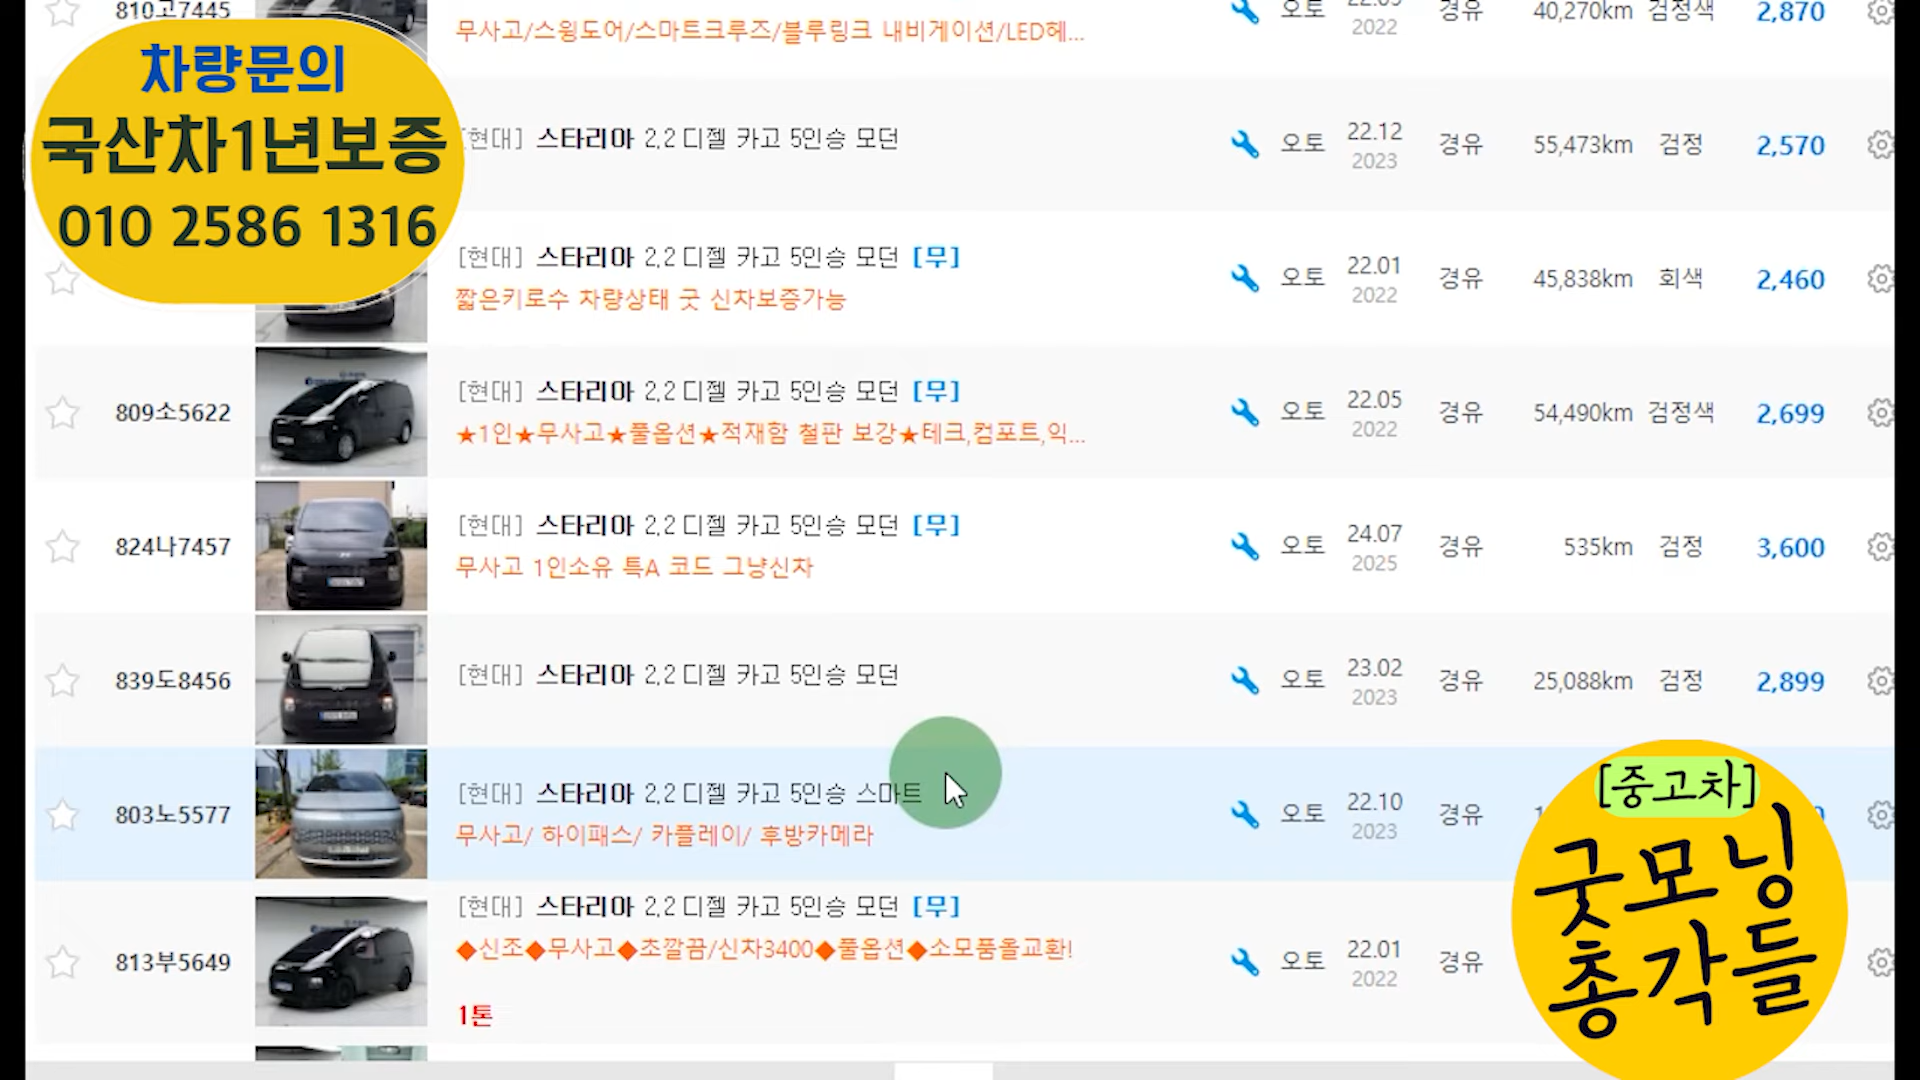 810고7445
무사고/스윙도어/스마트크루즈/블루링크 내비게이션/LED헤...
오토
22.09
2022
경유
40,270km
검정색
2,870
차량문의
국산차1년보증
010 2586 1316
[현대] 스타리아 2.2 디젤 카고 5인승 모던
오토
22.12
2023
경유
55,473km
검정
2,570
[현대] 스타리아 2.2 디젤 카고 5인승 모던 [무]
짧은키로수 차량상태 굿 신차보증가능
오토
22.01
2022
경유
45,838km
회색
2,460
809소5622
[현대] 스타리아 2.2 디젤 카고 5인승 모던 [무]
★1인★무사고★풀옵션★적재함 철판 보강★테크,컴포트,익...
오토
22.05
2022
경유
54,490km
검정색
2,699
824나7457
[현대] 스타리아 2.2 디젤 카고 5인승 모던 [무]
무사고 1인소유 특A 코드 그냥신차
오토
24.07
2025
경유
535km
검정
3,600
839도8456
[현대] 스타리아 2.2 디젤 카고 5인승 모던
오토
23.02
2023
경유
25,088km
검정
2,899
803노5577
[현대] 스타리아 2.2 디젤 카고 5인승 스마트
무사고/ 하이패스/ 카플레이/ 후방카메라
오토
22.10
2023
경유
813부5649
[현대] 스타리아 2.2 디젤 카고 5인승 모던 [무]
◆신조◆무사고◆초깔끔/신차3400◆풀옵션◆소모품올교환!
1톤
오토
22.01
2022
경유
[중고차]
굿모닝
총각들